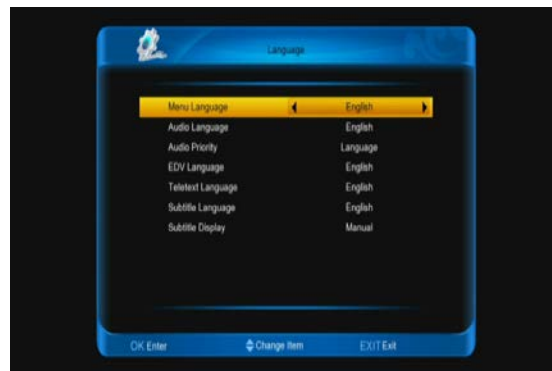 Language
Menu Language English
Audio Language English
Audio Priority Language
EDV Language English
Teletext Language English
Subtitle Language English
Subtitle Display Manual
OK Enter Change Item EXIT Exit